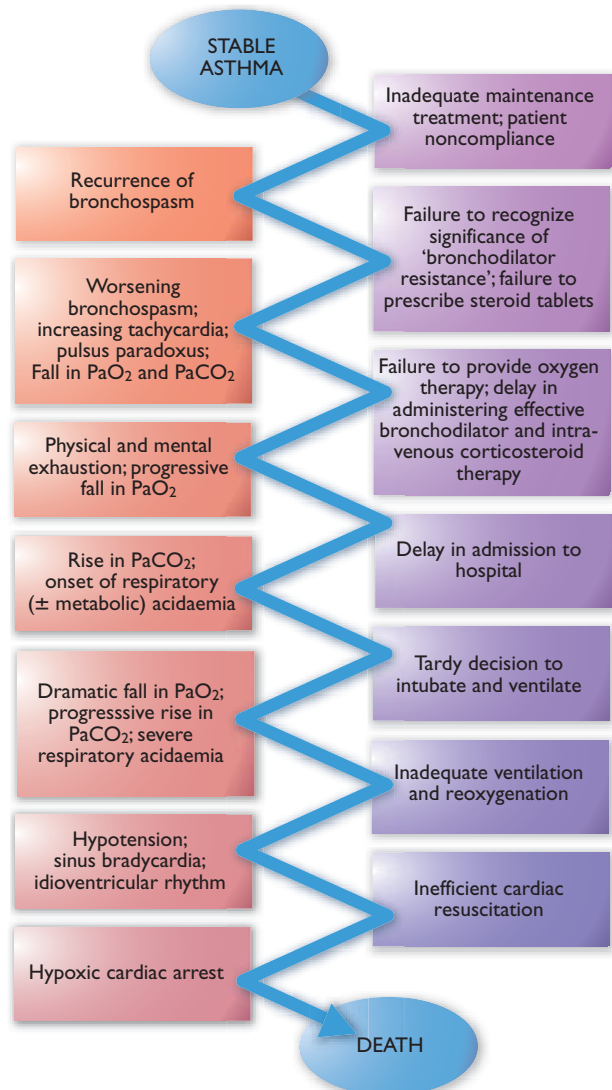 STABLE
ASTHMA
Inadequate maintenance
treatment; patient
noncompliance
Recurrence of
bronchospasm
Failure to recognize
significance of
‘bronchodilator
resistance’; failure to
prescribe steroid tablets
Worsening
bronchospasm;
increasing tachycardia;
pulsus paradoxus;
Fall in PaO₂ and PaCO₂
Failure to provide oxygen
therapy; delay in
administering effective
bronchodilator and intra-
venous corticosteroid
therapy
Physical and mental
exhaustion; progressive
fall in PaO₂
Delay in admission to
hospital
Rise in PaCO₂;
onset of respiratory
(± metabolic) acidaemia
Tardy decision to
intubate and ventilate
Dramatic fall in PaO₂;
progresssive rise in
PaCO₂; severe
respiratory acidaemia
Inadequate ventilation
and reoxygenation
Hypotension;
sinus bradycardia;
idioventricular rhythm
Inefficient cardiac
resuscitation
Hypoxic cardiac arrest
DEATH